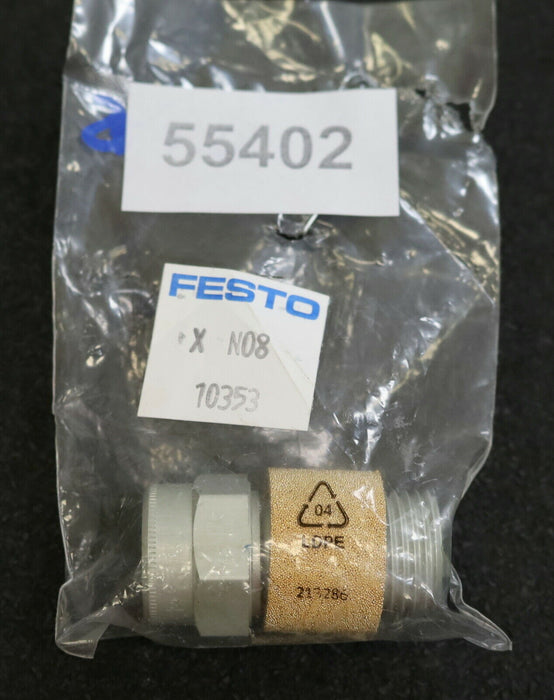 55402
FESTO
X N08
10353
04
LDPE